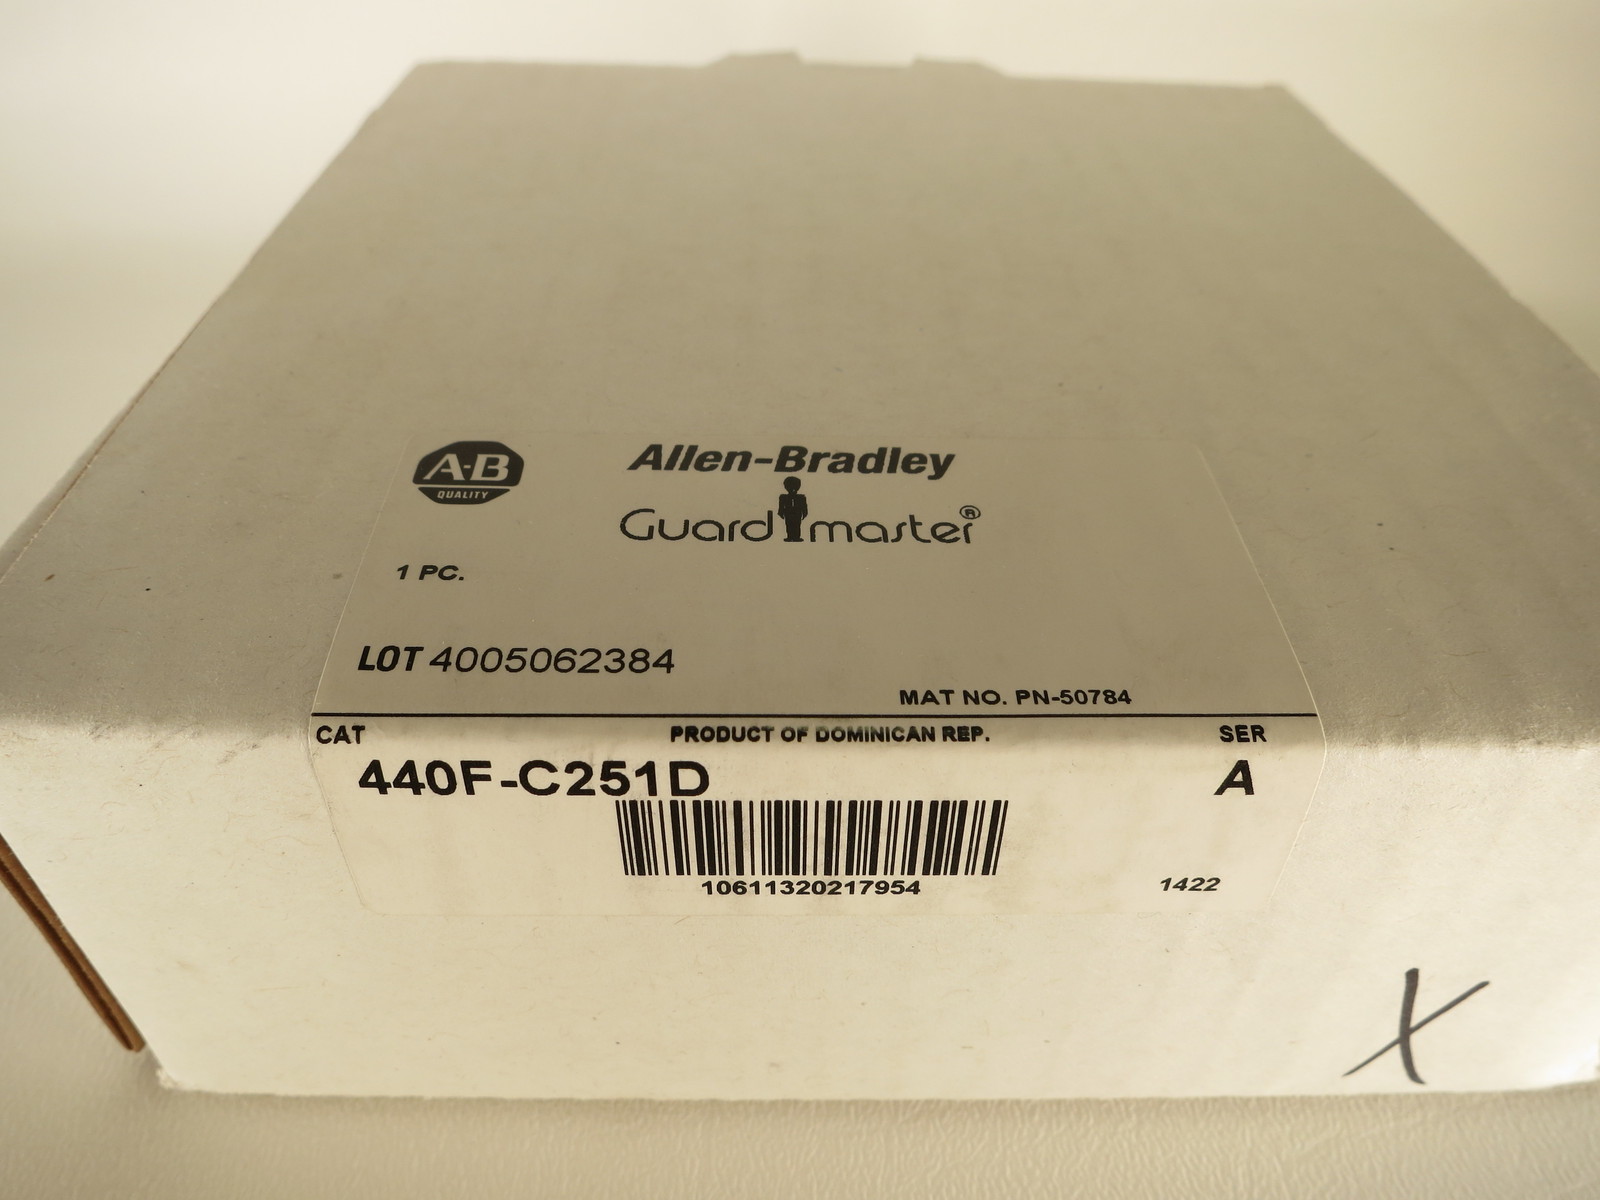 A-B
QUALITY
Allen-Bradley
Guardmaster®
1 PC.
LOT 4005062384
MAT NO. PN-50784
CAT
PRODUCT OF DOMINICAN REP.
SER
440F-C251D
A
10611320217954
1422
X